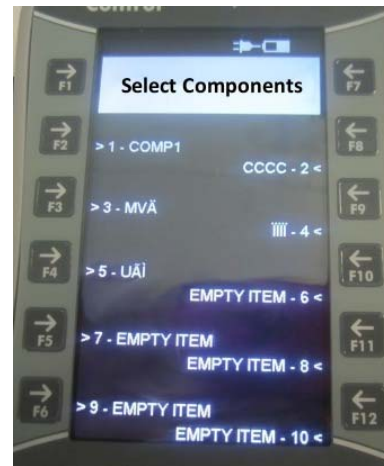 Control
Select Components
F1
F7
F2
> 1 - COMP1
F8
CCCC - 2 <
F3
> 3 - MVÄ
F9
ÏÏÏÏ - 4 <
F4
> 5 - UÃÌ
F10
EMPTY ITEM - 6 <
F5
> 7 - EMPTY ITEM
F11
EMPTY ITEM - 8 <
F6
> 9 - EMPTY ITEM
F12
EMPTY ITEM - 10 <